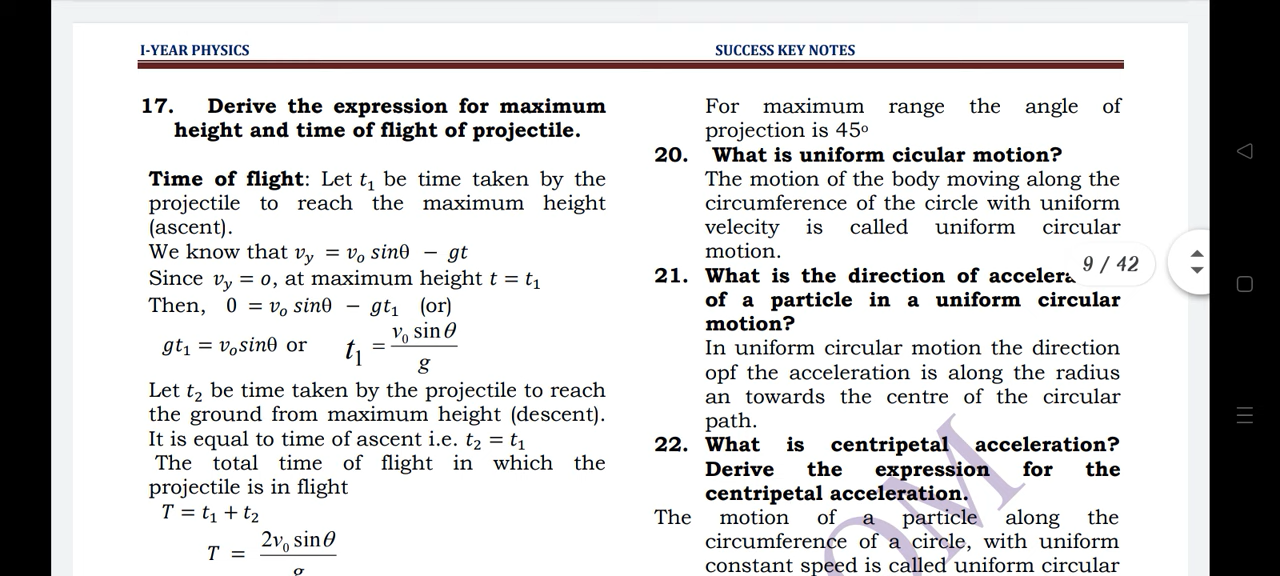 I-YEAR PHYSICS
SUCCESS KEY NOTES
17. Derive the expression for maximum
height and time of flight of projectile.
Time of flight: Let t₁ be time taken by the
projectile to reach the maximum height
(ascent).
We know that vy = vₒ sinθ − gt
Since vy = o, at maximum height t = t₁
Then, 0 = vₒ sinθ − gt₁ (or)
gt₁ = vₒsinθ or t₁ = v₀ sin θ / g
Let t₂ be time taken by the projectile to reach
the ground from maximum height (descent).
It is equal to time of ascent i.e. t₂ = t₁
The total time of flight in which the
projectile is in flight
T = t₁ + t₂
T = 2v₀ sin θ / g
For maximum range the angle of
projection is 45º
20. What is uniform cicular motion?
The motion of the body moving along the
circumference of the circle with uniform
velecity is called uniform circular
motion.
9 / 42
21. What is the direction of accelera
of a particle in a uniform circular
motion?
In uniform circular motion the direction
opf the acceleration is along the radius
an towards the centre of the circular
path.
22. What is centripetal acceleration?
Derive the expression for the
centripetal acceleration.
The motion of a particle along the
circumference of a circle, with uniform
constant speed is called uniform circular
OM